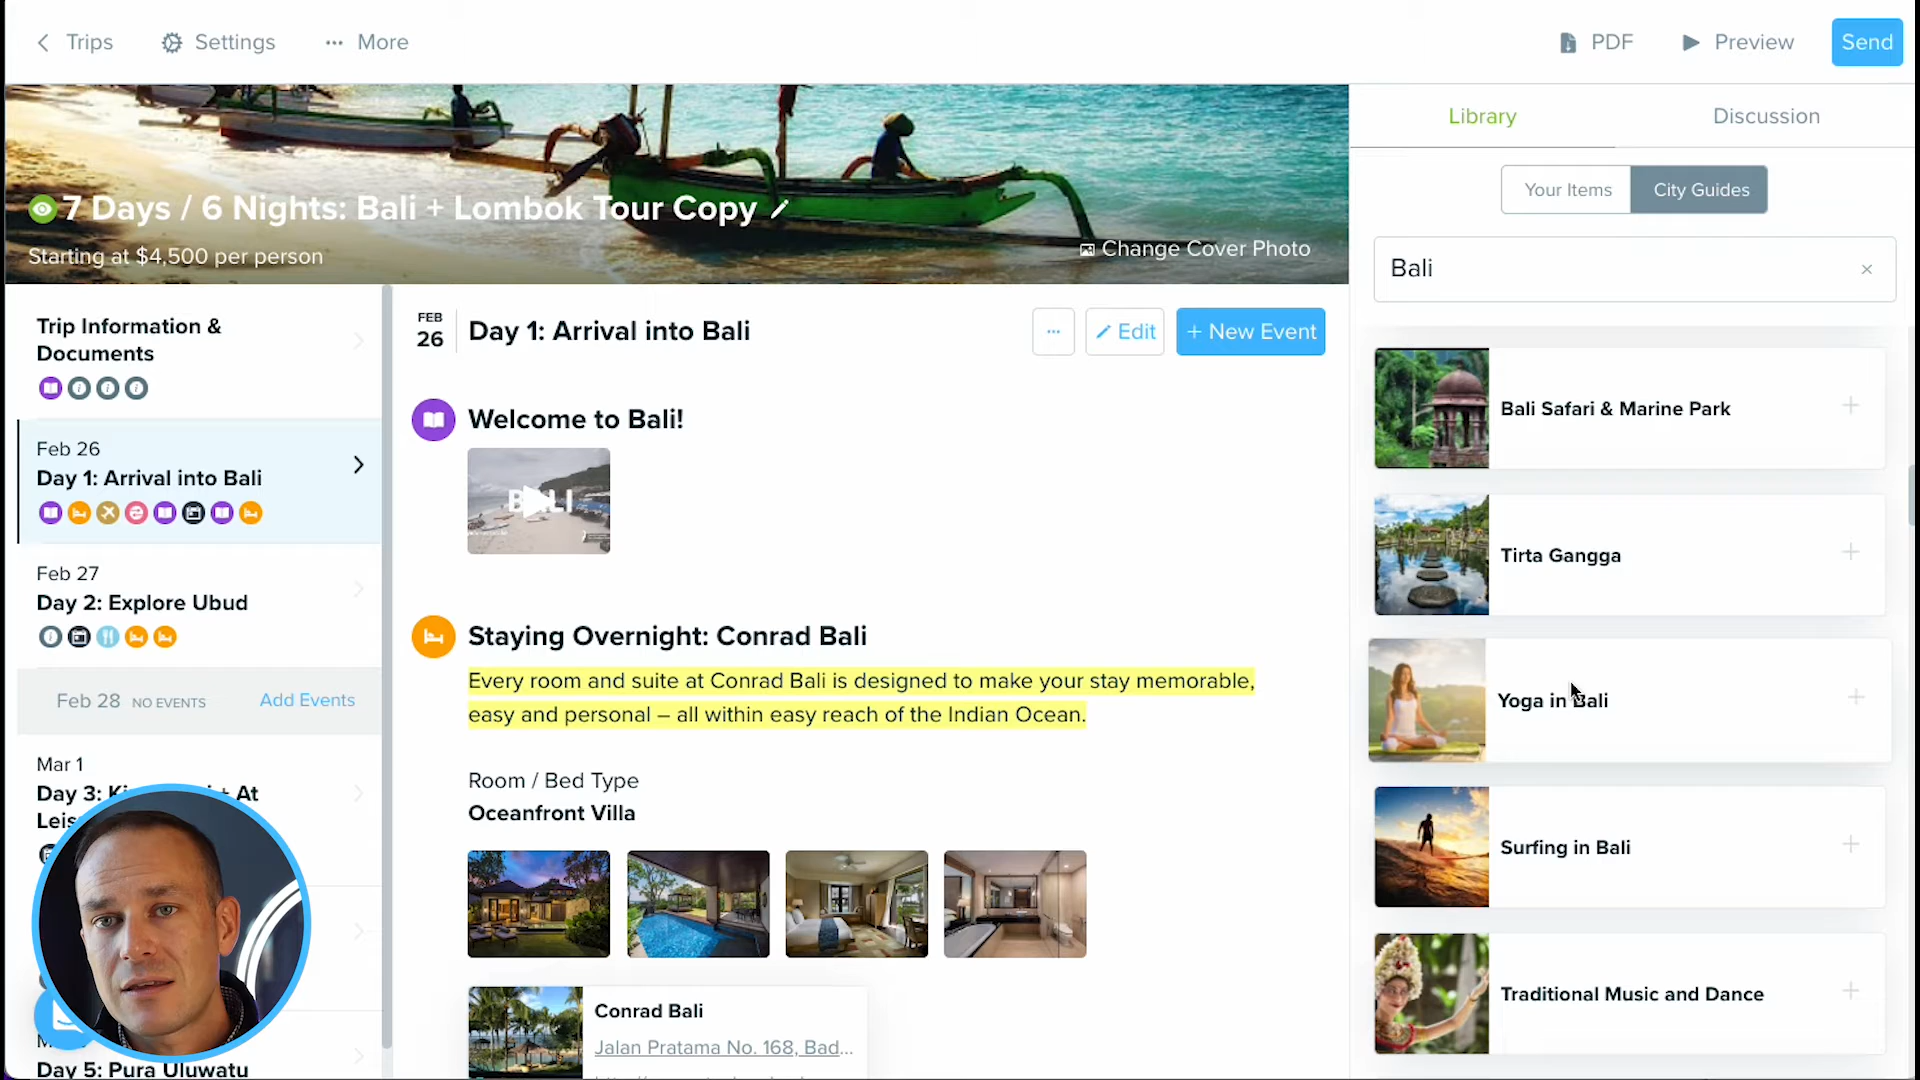 Trips
Settings
More
PDF
Preview
Send
7 Days / 6 Nights: Bali + Lombok Tour Copy
Starting at $4,500 per person
Change Cover Photo
Library
Discussion
Your Items
City Guides
Bali
Trip Information &
Documents
Feb 26
Day 1: Arrival into Bali
Feb 27
Day 2: Explore Ubud
Feb 28 NO EVENTS
Add Events
Mar 1
Day 3:
At
Day 5: Pura Uluwatu
FEB
26
Day 1: Arrival into Bali
Edit
+ New Event
Welcome to Bali!
BALI
Staying Overnight: Conrad Bali
Every room and suite at Conrad Bali is designed to make your stay memorable,
easy and personal – all within easy reach of the Indian Ocean.
Room / Bed Type
Oceanfront Villa
Conrad Bali
Jalan Pratama No. 168, Bad...
Bali Safari & Marine Park
Tirta Gangga
Yoga in Bali
Surfing in Bali
Traditional Music and Dance